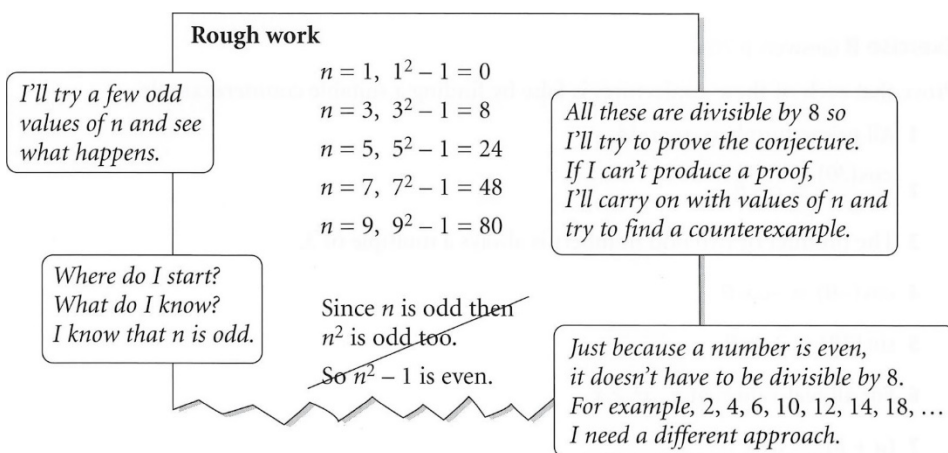 Rough work
n = 1, 1² – 1 = 0
n = 3, 3² – 1 = 8
n = 5, 5² – 1 = 24
n = 7, 7² – 1 = 48
n = 9, 9² – 1 = 80
I'll try a few odd
values of n and see
what happens.
All these are divisible by 8 so
I'll try to prove the conjecture.
If I can't produce a proof,
I'll carry on with values of n and
try to find a counterexample.
Where do I start?
What do I know?
I know that n is odd.
Since n is odd then
n² is odd too.
So n² – 1 is even.
Just because a number is even,
it doesn't have to be divisible by 8.
For example, 2, 4, 6, 10, 12, 14, 18, …
I need a different approach.